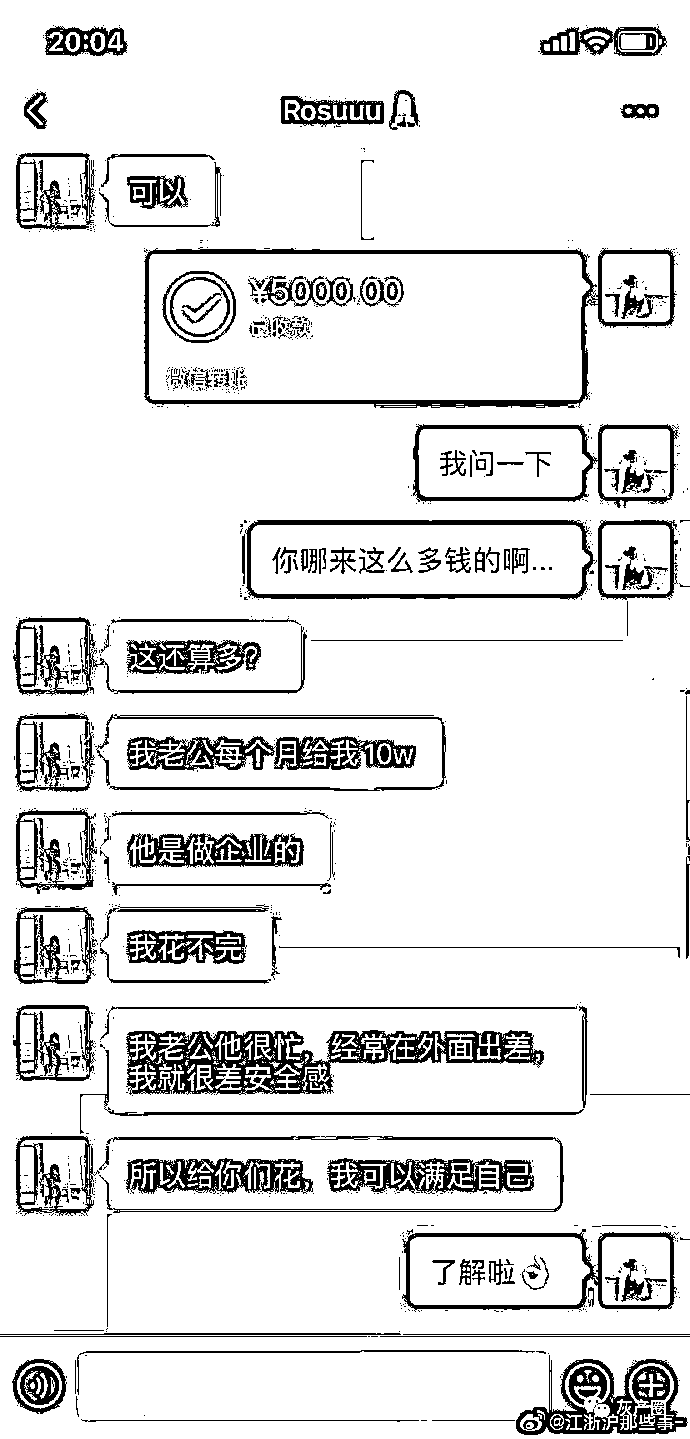 20:04
Rosuuu
可以
¥5000.00
已收款
微信转账
我问一下
你哪来这么多钱的啊...
这还算多?
我老公每个月给我10w
他是做企业的
我花不完
我老公他很忙，经常在外面出差，
我就很差安全感
所以给你们花，我可以满足自己
了解啦👌
灰产圈
@江浙沪那些事